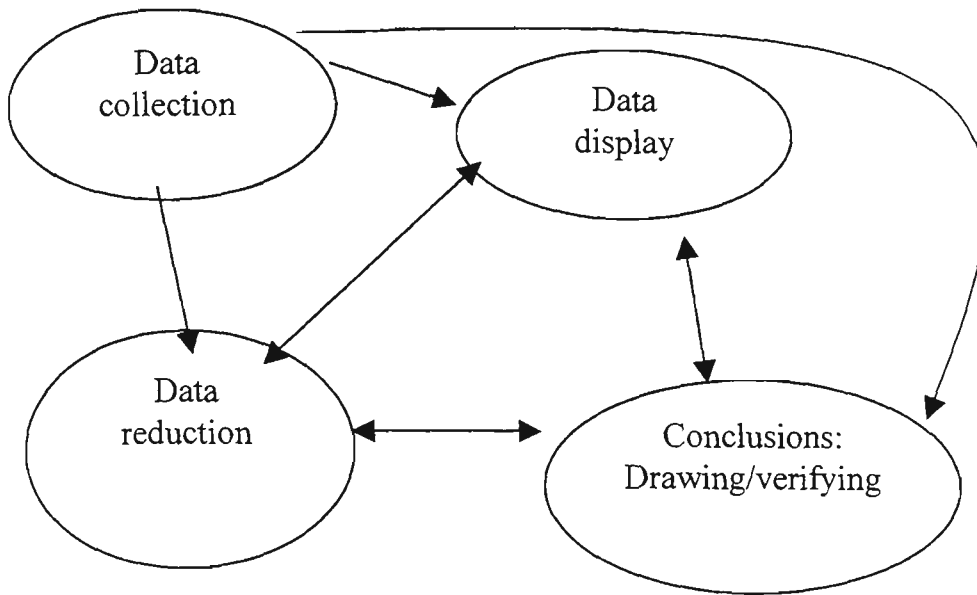 Data
collection
Data
display
Data
reduction
Conclusions:
Drawing/verifying